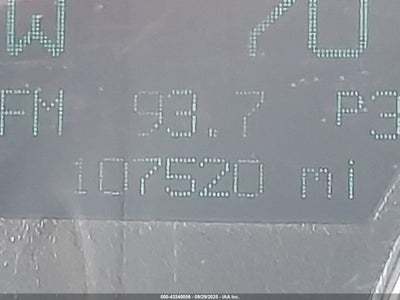 W 70
FM 93.7 P3
107520 mi
000-43340056 - 09/29/2025 - IAA Inc.